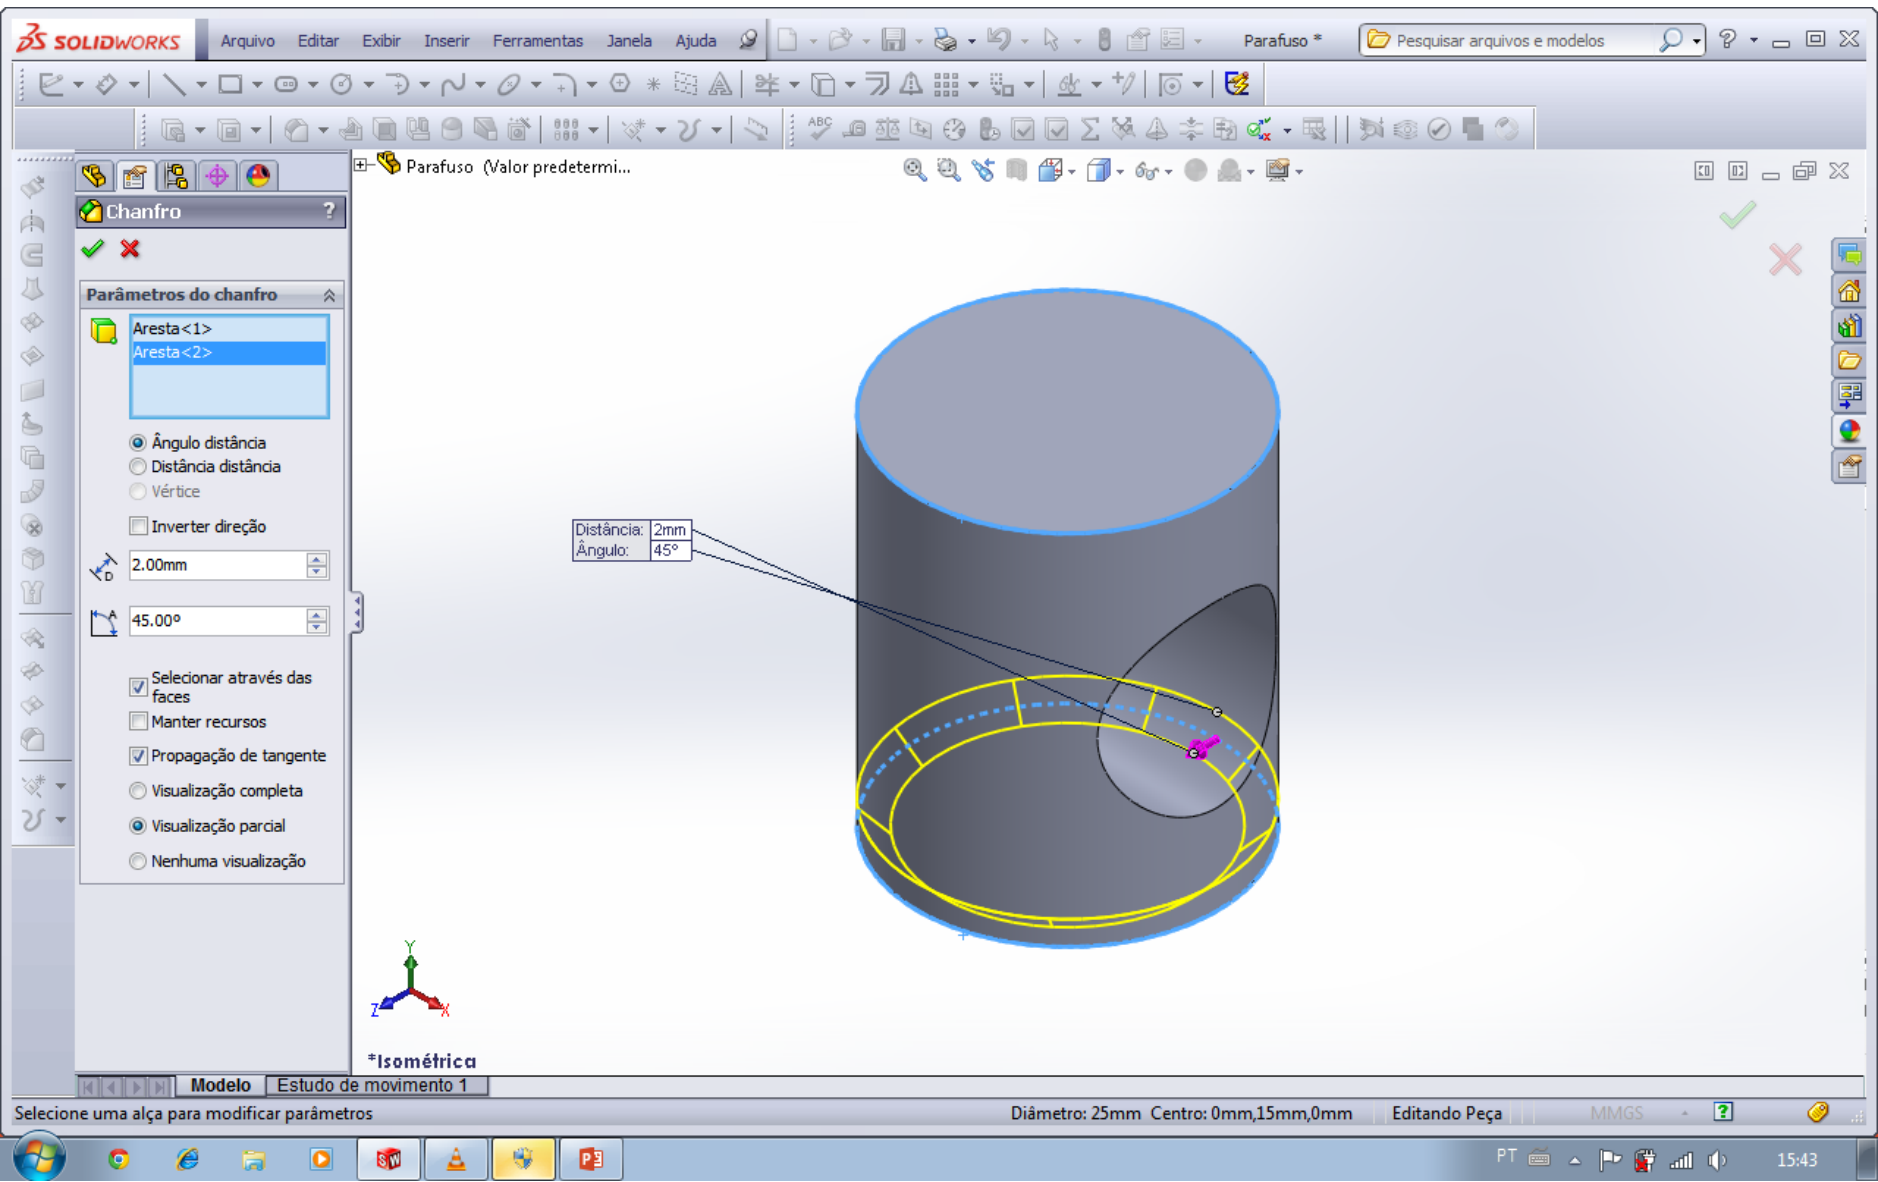 SOLIDWORKS
Arquivo Editar Exibir Inserir Ferramentas Janela Ajuda
Parafuso *
Pesquisar arquivos e modelos
?
ABC
Parafuso (Valor predetermi...
Chanfro ?
Parâmetros do chanfro
Aresta<1>
Aresta<2>
Ângulo distância
Distância distância
Vértice
Inverter direção
D
2.00mm
A
45.00º
Selecionar através das
faces
Manter recursos
Propagação de tangente
Visualização completa
Visualização parcial
Nenhuma visualização
Distância: 2mm
Ângulo: 45º
Y
Z
X
*Isométrica
Modelo Estudo de movimento 1
Selecione uma alça para modificar parâmetros
Diâmetro: 25mm Centro: 0mm,15mm,0mm
Editando Peça
MMGS
?
PT
15:43